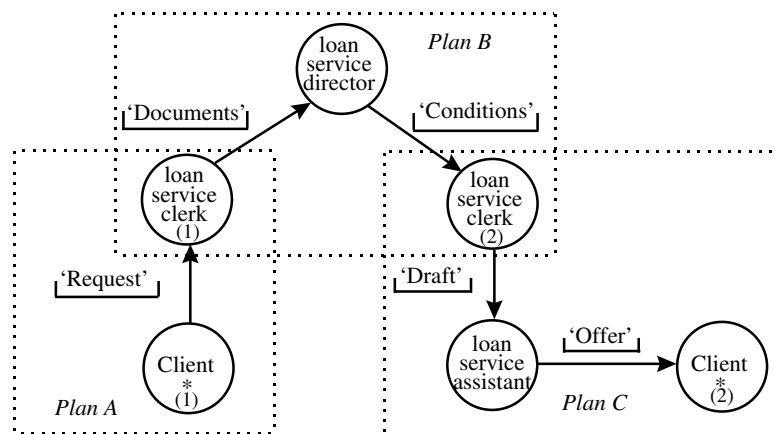 loan
service
director
Plan B
‘Documents’
‘Conditions’
loan
service
clerk
(1)
loan
service
clerk
(2)
‘Request’
‘Draft’
Client
*
(1)
Plan A
loan
service
assistant
‘Offer’
Client
*
(2)
Plan C